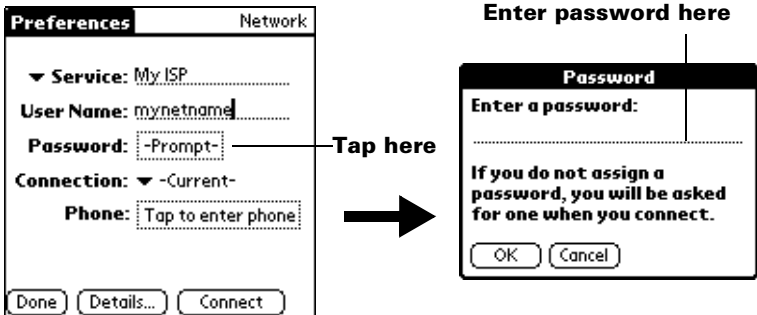 Preferences Network
Service: My ISP
User Name: mynetname
Password: -Prompt-
Connection: -Current-
Phone: Tap to enter phone
Done Details... Connect
Tap here
Enter password here
Password
Enter a password:
If you do not assign a
password, you will be asked
for one when you connect.
OK Cancel